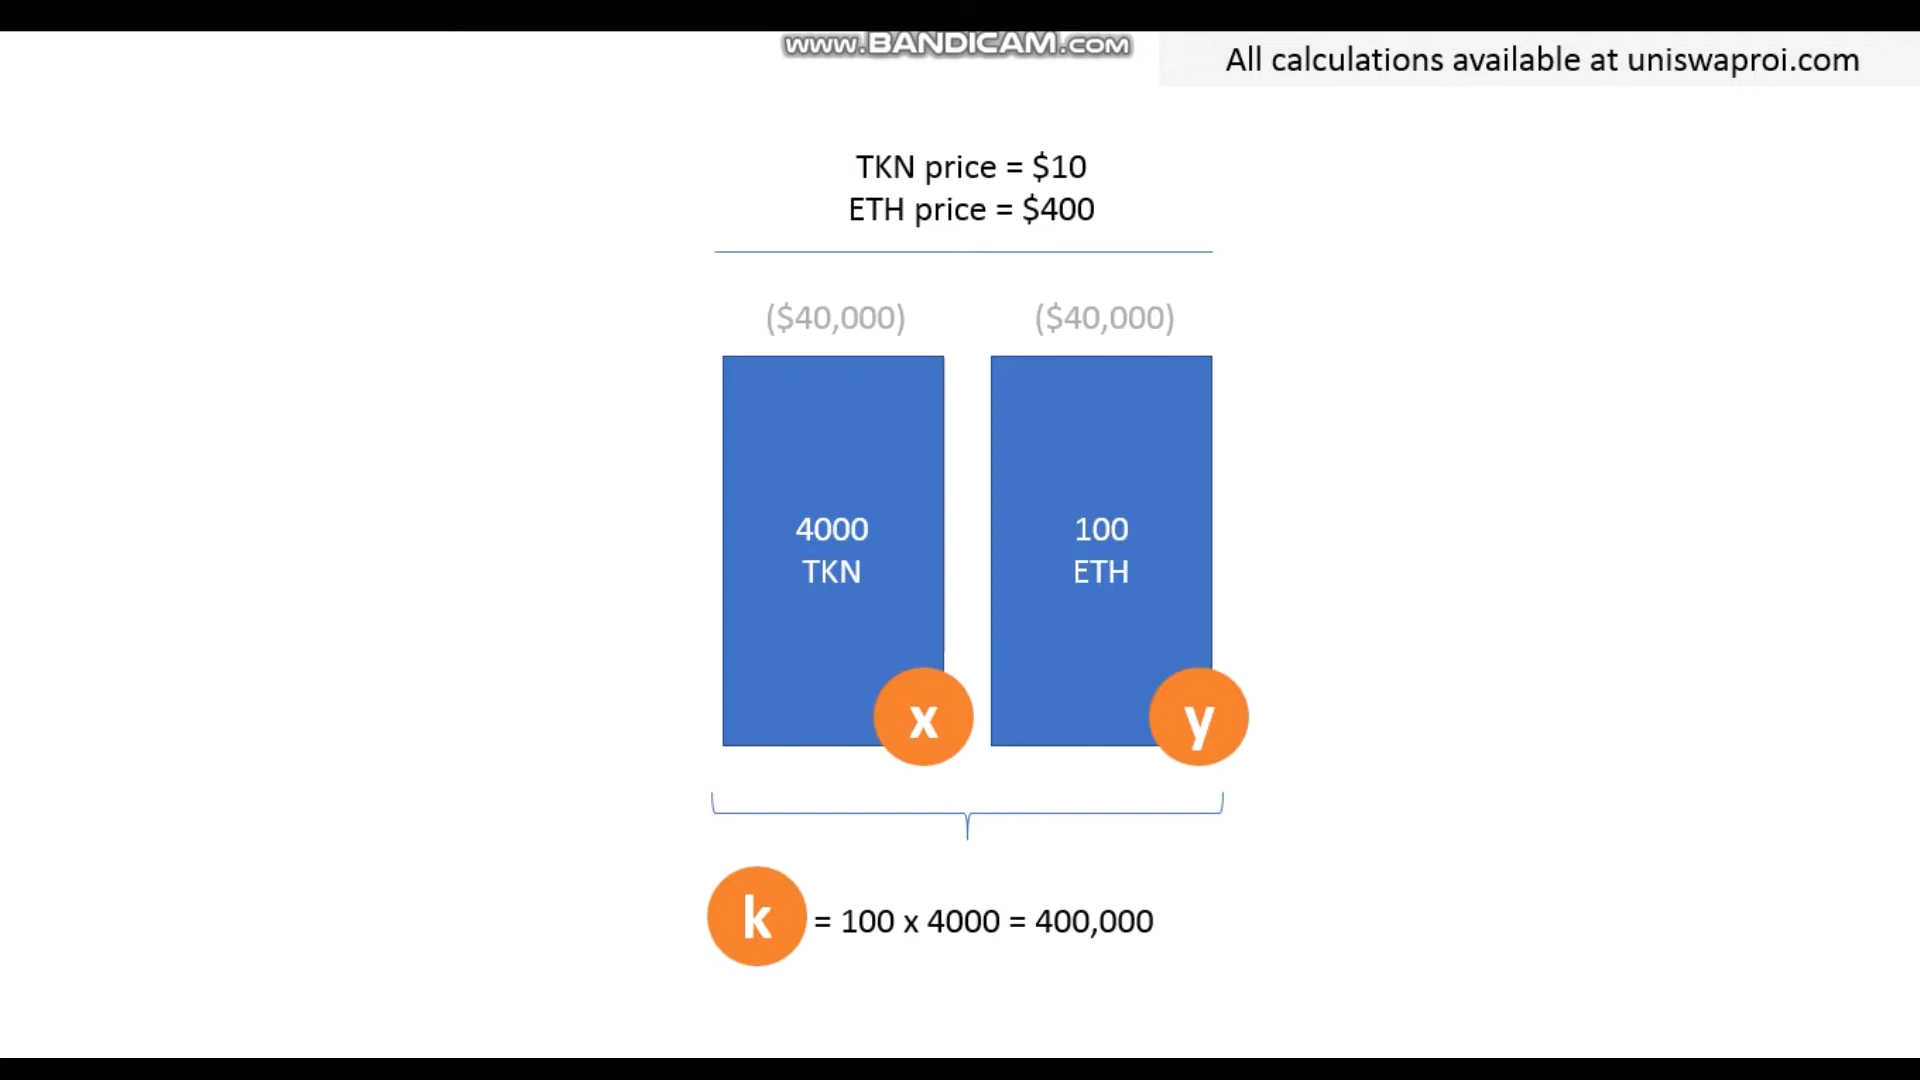 www.BANDICAM.com
All calculations available at uniswaproi.com
TKN price = $10
ETH price = $400
($40,000) ($40,000)
4000 100
TKN ETH
x y
k = 100 x 4000 = 400,000